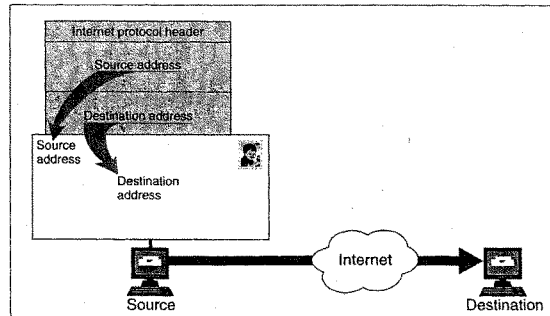 Internet protocol header
Source address
Destination address
Source
address
Destination
address
Internet
Source
Destination